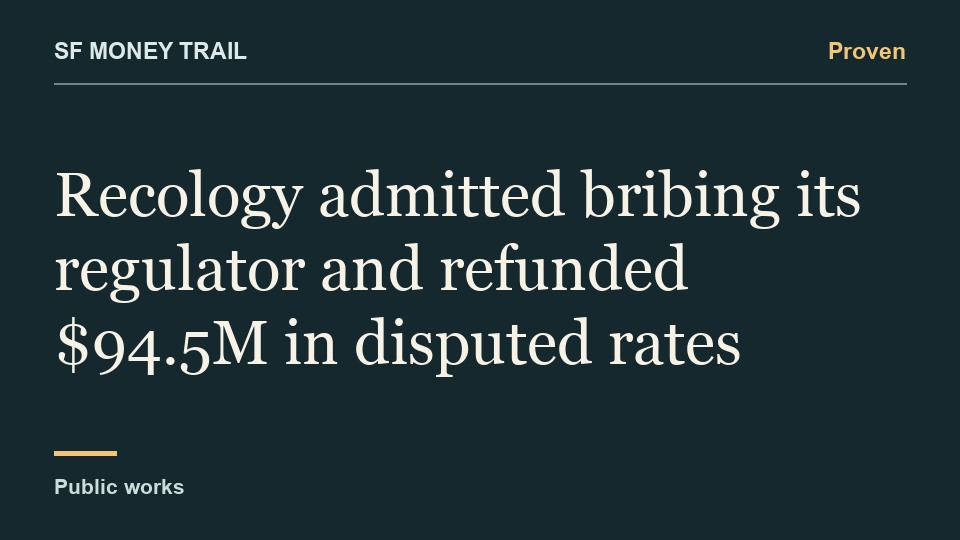 SF MONEY TRAIL
Proven
Recology admitted bribing its
regulator and refunded
$94.5M in disputed rates
Public works